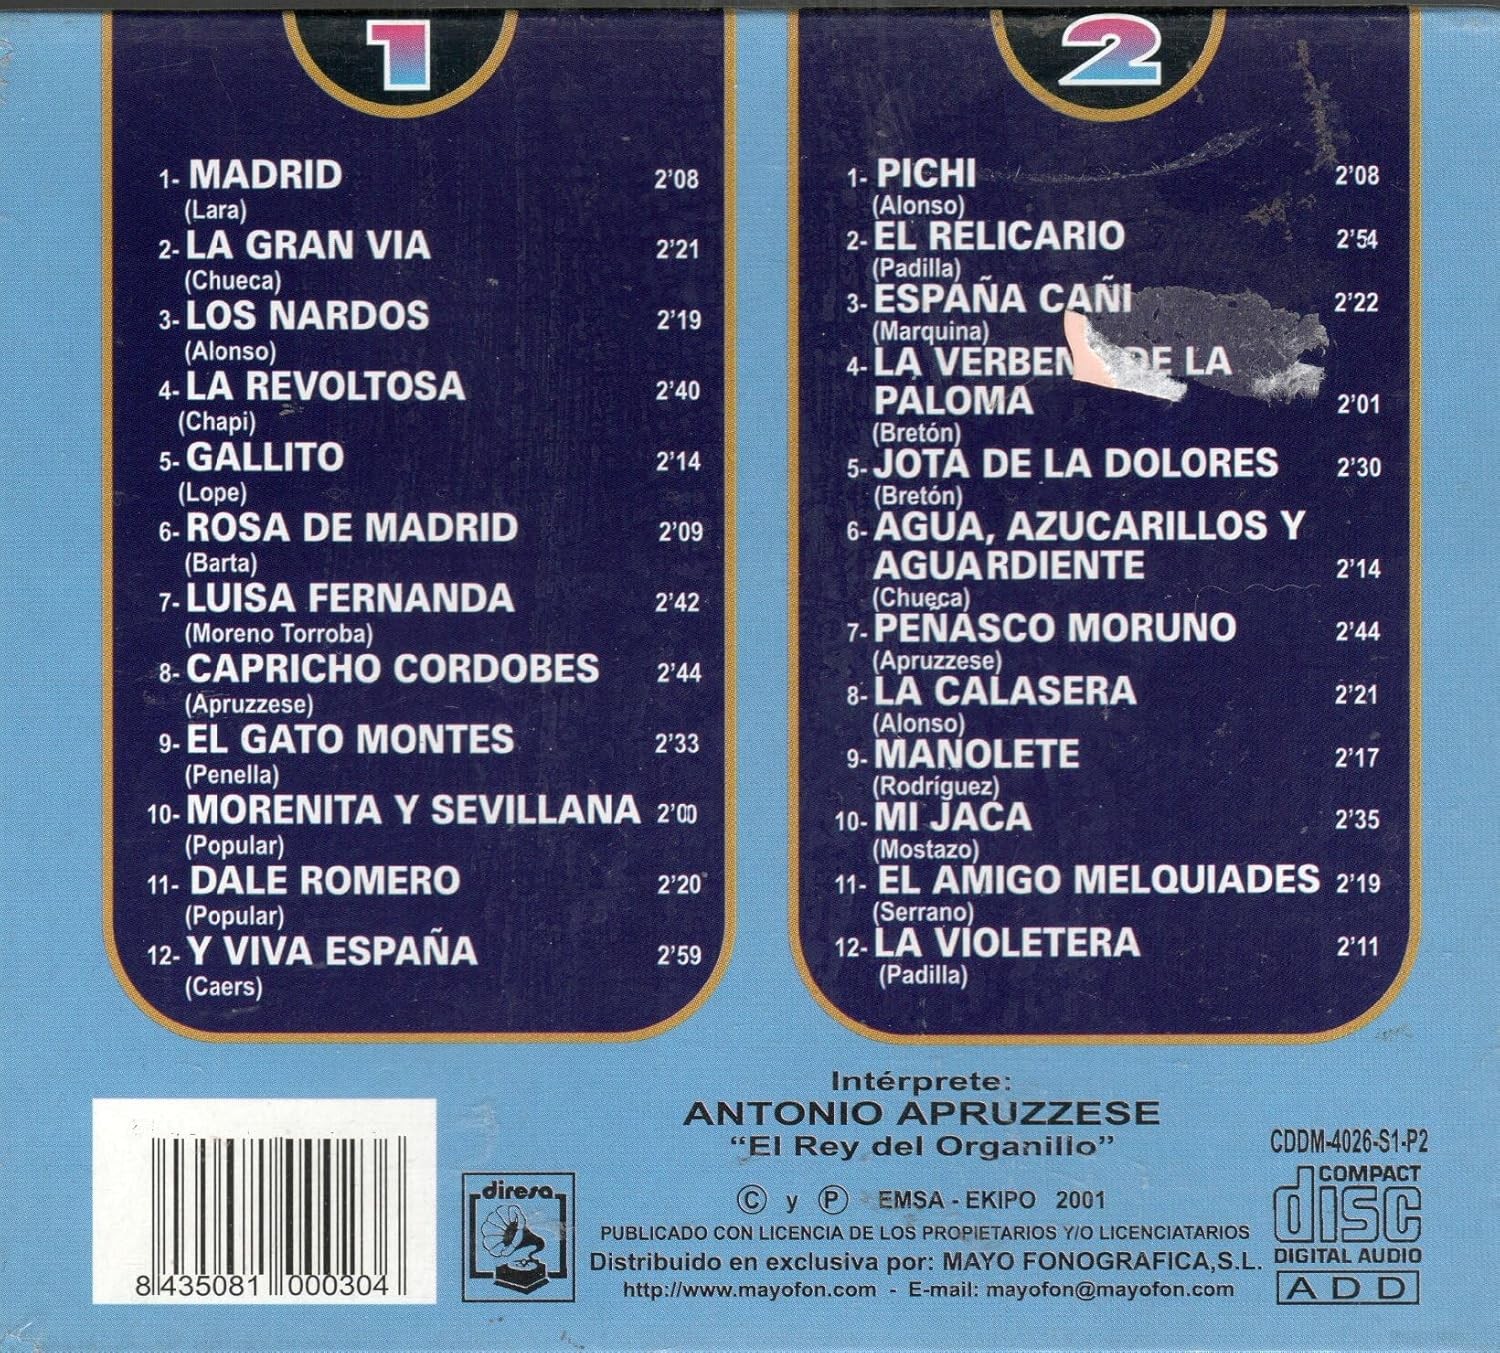 1
1- MADRID 2'08
(Lara)
2- LA GRAN VIA 2'21
(Chueca)
3- LOS NARDOS 2'19
(Alonso)
4- LA REVOLTOSA 2'40
(Chapi)
5- GALLITO 2'14
(Lope)
6- ROSA DE MADRID 2'09
(Barta)
7- LUISA FERNANDA 2'42
(Moreno Torroba)
8- CAPRICHO CORDOBES 2'44
(Apruzzese)
9- EL GATO MONTES 2'33
(Penella)
10- MORENITA Y SEVILLANA 2'00
(Popular)
11- DALE ROMERO 2'20
(Popular)
12- Y VIVA ESPAÑA 2'59
(Caers)
2
1- PICHI 2'08
(Alonso)
2- EL RELICARIO 2'54
(Padilla)
3- ESPAÑA CAÑI 2'22
(Marquina)
4- LA DE LA
PALOMA 2'01
(Bretón)
5- JOTA DE LA DOLORES 2'30
(Bretón)
6- AGUA, AZUCARILLOS Y
AGUARDIENTE 2'14
(Chueca)
7- PEÑASCO MORUNO 2'44
(Apruzzese)
8- LA CALASERA 2'21
(Alonso)
9- MANOLETE 2'17
(Rodríguez)
10- MI JACA 2'35
(Mostazo)
11- EL AMIGO MELQUIADES 2'19
(Serrano)
12- LA VIOLETERA 2'11
(Padilla)
Intérprete:
ANTONIO APRUZZESE
"El Rey del Organillo"
© y ℗ EMSA - EKIPO 2001
PUBLICADO CON LICENCIA DE LOS PROPIETARIOS Y/O LICENCIATARIOS
Distribuido en exclusiva por: MAYO FONOGRAFICA,S.L.
http://www.mayofon.com - E-mail: mayofon@mayofon.com
8 435081 000304
diresa
CDDM-4026-S1-P2
COMPACT
disc
DIGITAL AUDIO
ADD